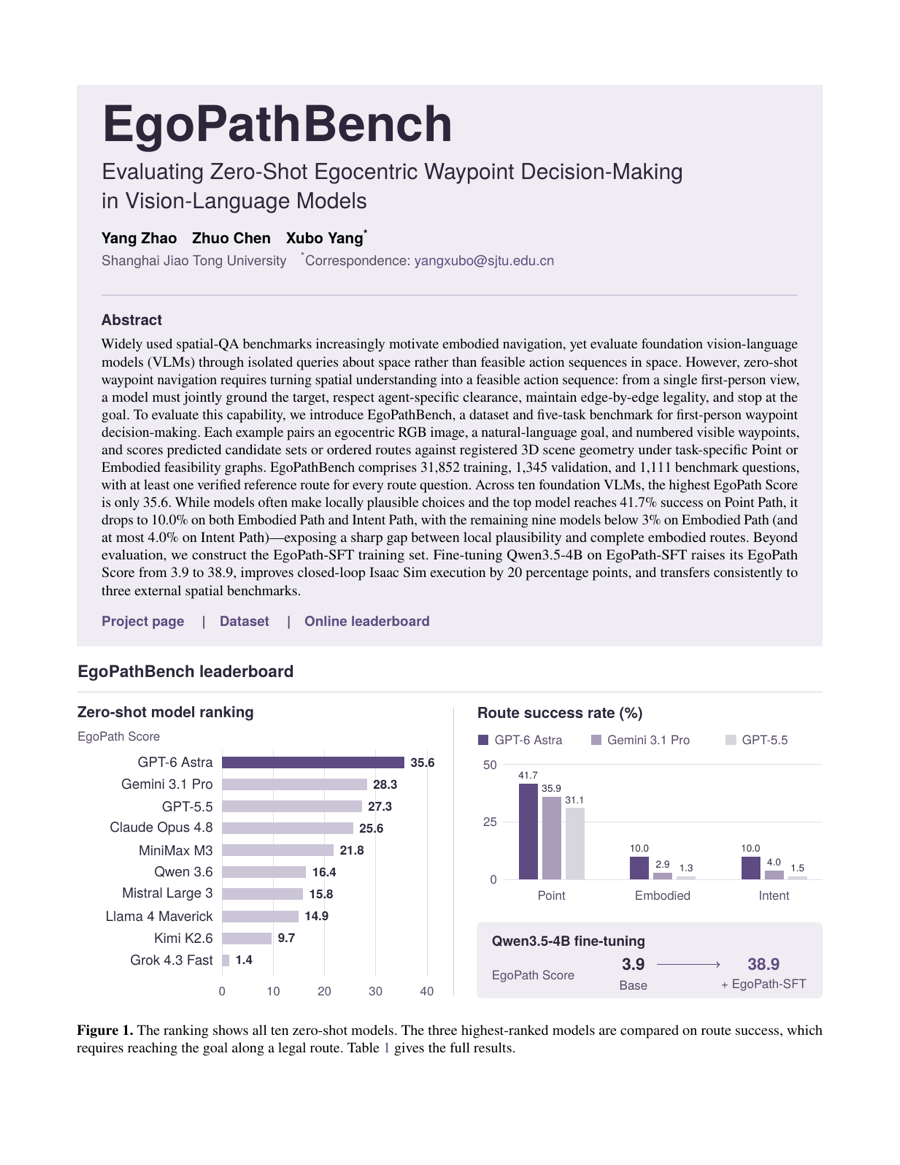 EgoPathBench
Evaluating Zero-Shot Egocentric Waypoint Decision-Making
in Vision-Language Models
Yang Zhao Zhuo Chen Xubo Yang*
Shanghai Jiao Tong University *Correspondence: yangxubo@sjtu.edu.cn
Abstract
Widely used spatial-QA benchmarks increasingly motivate embodied navigation, yet evaluate foundation vision-language
models (VLMs) through isolated queries about space rather than feasible action sequences in space. However, zero-shot
waypoint navigation requires turning spatial understanding into a feasible action sequence: from a single first-person view,
a model must jointly ground the target, respect agent-specific clearance, maintain edge-by-edge legality, and stop at the
goal. To evaluate this capability, we introduce EgoPathBench, a dataset and five-task benchmark for first-person waypoint
decision-making. Each example pairs an egocentric RGB image, a natural-language goal, and numbered visible waypoints,
and scores predicted candidate sets or ordered routes against registered 3D scene geometry under task-specific Point or
Embodied feasibility graphs. EgoPathBench comprises 31,852 training, 1,345 validation, and 1,111 benchmark questions,
with at least one verified reference route for every route question. Across ten foundation VLMs, the highest EgoPath Score
is only 35.6. While models often make locally plausible choices and the top model reaches 41.7% success on Point Path, it
drops to 10.0% on both Embodied Path and Intent Path, with the remaining nine models below 3% on Embodied Path (and
at most 4.0% on Intent Path)—exposing a sharp gap between local plausibility and complete embodied routes. Beyond
evaluation, we construct the EgoPath-SFT training set. Fine-tuning Qwen3.5-4B on EgoPath-SFT raises its EgoPath
Score from 3.9 to 38.9, improves closed-loop Isaac Sim execution by 20 percentage points, and transfers consistently to
three external spatial benchmarks.
Project page | Dataset | Online leaderboard
EgoPathBench leaderboard
Zero-shot model ranking
EgoPath Score
GPT-6 Astra 35.6
Gemini 3.1 Pro 28.3
GPT-5.5 27.3
Claude Opus 4.8 25.6
MiniMax M3 21.8
Qwen 3.6 16.4
Mistral Large 3 15.8
Llama 4 Maverick 14.9
Kimi K2.6 9.7
Grok 4.3 Fast 1.4
0 10 20 30 40
Route success rate (%)
GPT-6 Astra Gemini 3.1 Pro GPT-5.5
50
41.7 35.9 31.1
25
10.0 2.9 1.3
10.0 4.0 1.5
0
Point Embodied Intent
Qwen3.5-4B fine-tuning
EgoPath Score 3.9 38.9
Base + EgoPath-SFT
Figure 1. The ranking shows all ten zero-shot models. The three highest-ranked models are compared on route success, which
requires reaching the goal along a legal route. Table 1 gives the full results.